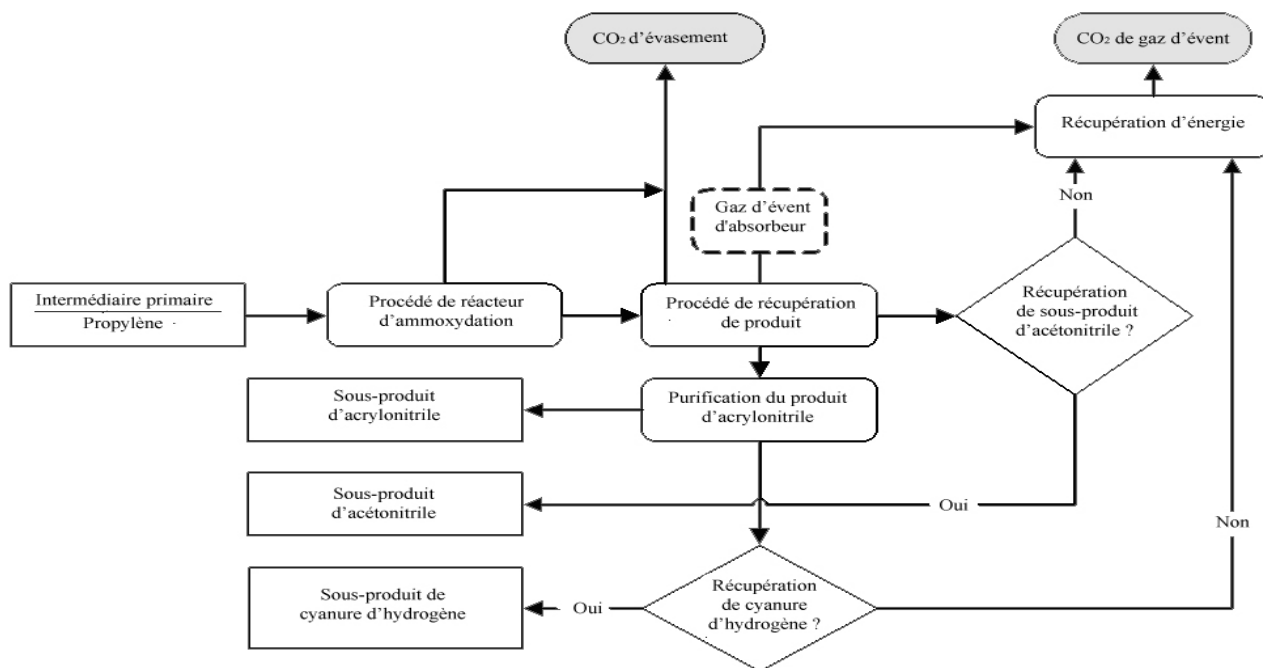 CO₂ d’évasement
CO₂ de gaz d’évent
Récupération d’énergie
Gaz d’évent
d'absorbeur
Non
Intermédiaire primaire
Propylène
Procédé de réacteur
d’ammoxydation
Procédé de récupération
de produit
Récupération
de sous-produit
d’acétonitrile ?
Sous-produit
d’acrylonitrile
Purification du produit
d’acrylonitrile
Sous-produit
d’acétonitrile
Oui
Non
Sous-produit de
cyanure d’hydrogène
Oui
Récupération
de cyanure
d’hydrogène ?